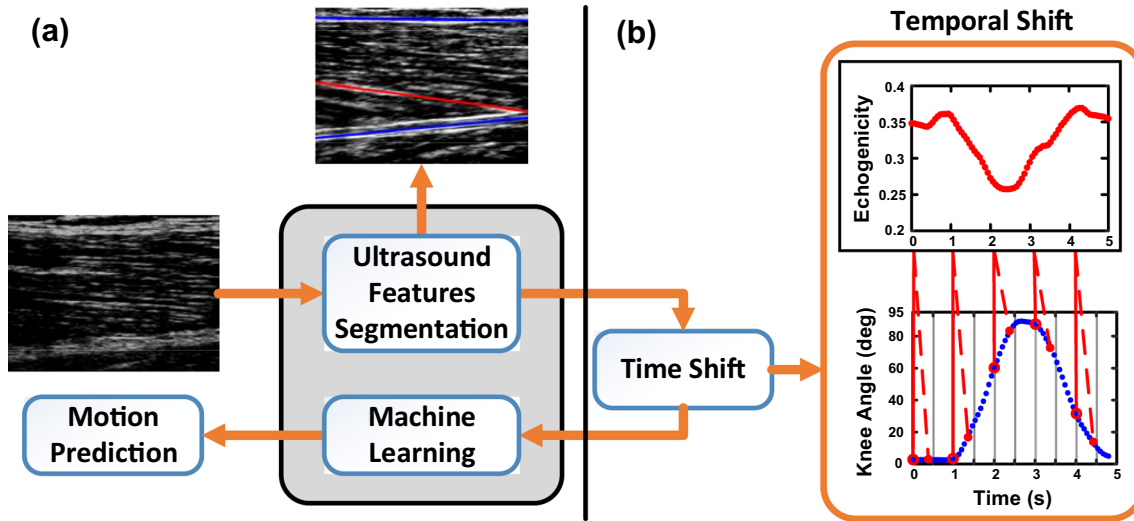 (a)
Ultrasound
Features
Segmentation
Machine
Learning
Motion
Prediction
(b)
Time Shift
Temporal Shift
Echogenicity
0.4
0.35
0.3
0.25
0.2
0 1 2 3 4 5
Knee Angle (deg)
95
80
60
40
20
0
0 1 2 3 4 5
Time (s)